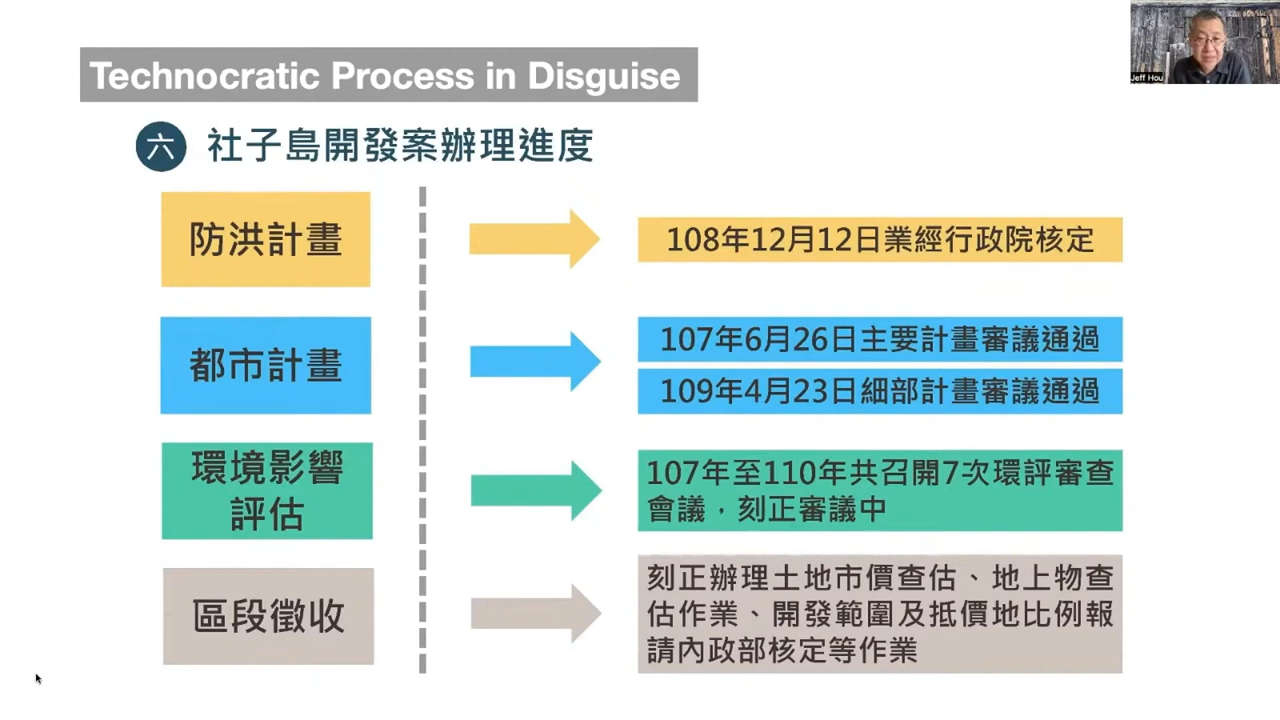 Jeff Hou
Technocratic Process in Disguise
六 社子島開發案辦理進度
防洪計畫
108年12月12日業經行政院核定
都市計畫
107年6月26日主要計畫審議通過
109年4月23日細部計畫審議通過
環境影響
評估
107年至110年共召開7次環評審查
會議，刻正審議中
區段徵收
刻正辦理土地市價查估、地上物查
估作業、開發範圍及抵價地比例報
請內政部核定等作業